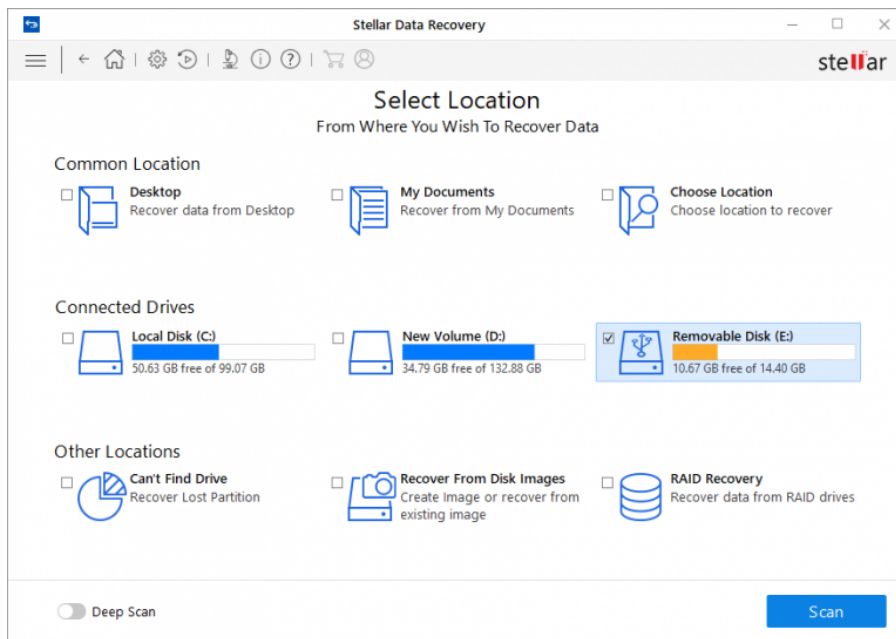 Stellar Data Recovery
stellar
Select Location
From Where You Wish To Recover Data
Common Location
Desktop
Recover data from Desktop
My Documents
Recover from My Documents
Choose Location
Choose location to recover
Connected Drives
Local Disk (C:)
50.63 GB free of 99.07 GB
New Volume (D:)
34.79 GB free of 132.88 GB
Removable Disk (E:)
10.67 GB free of 14.40 GB
Other Locations
Can't Find Drive
Recover Lost Partition
Recover From Disk Images
Create Image or recover from
existing image
RAID Recovery
Recover data from RAID drives
Deep Scan
Scan